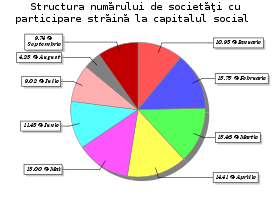 Structura numărului de societăţi cu
participare străină la capitalul social
9.74 %
Septembrie
10.95 % Ianuarie
4.25 % August
15.75 % Februarie
9.02 % Iulie
11.45 % Iunie
15.46 % Martie
15.00 % Mai
14.41 % Aprilie